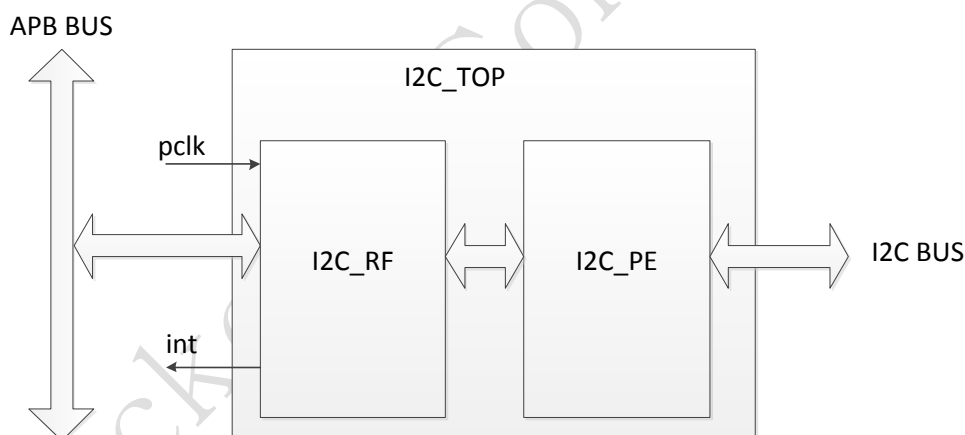 APB BUS
I2C_TOP
pclk
I2C_RF
I2C_PE
I2C BUS
int